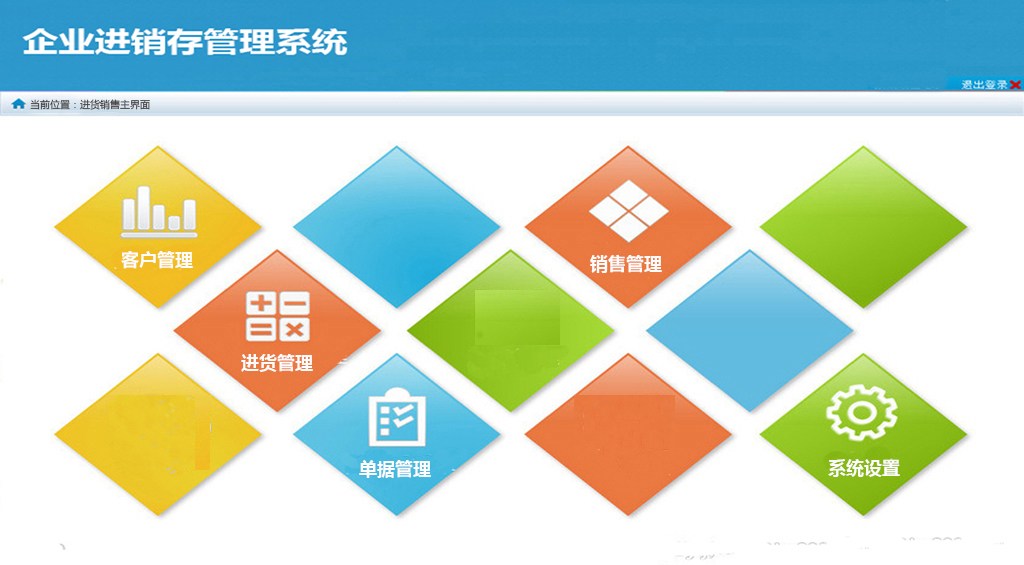 企业进销存管理系统
退出登录
当前位置：进货销售主界面
客户管理
销售管理
进货管理
单据管理
系统设置